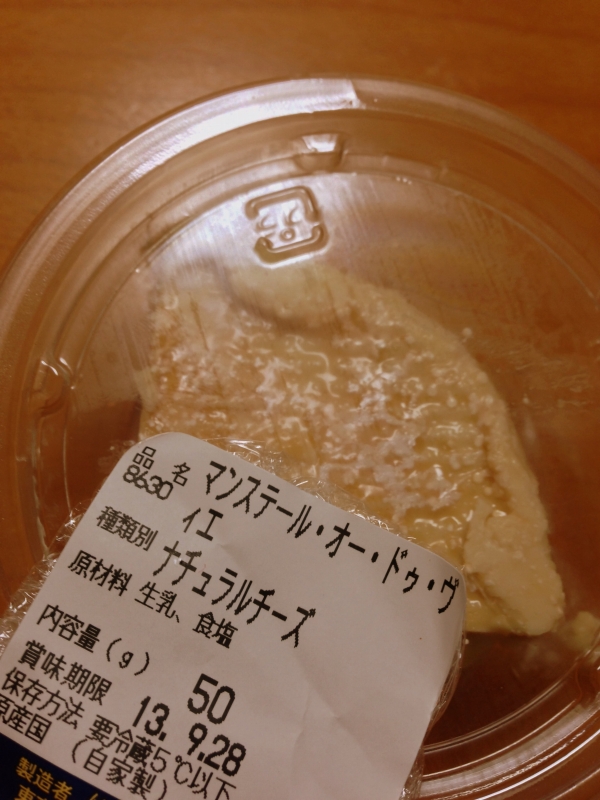 品名 マンステール・オー・ドゥ・ヴ
8630 ィエ
種類別 ナチュラルチーズ
原材料 生乳、食塩
内容量(g) 50
賞味期限 13. 9.28
保存方法 要冷蔵5℃以下
原産国 (自家製)
製造者
プラ